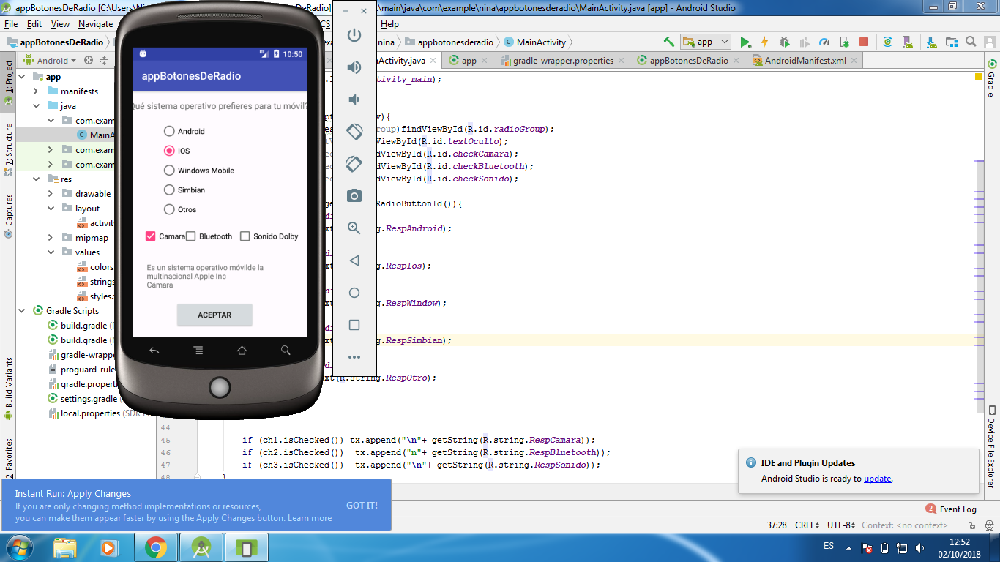 appBotonesDeRadio [C:\Users\Ni
\main\java\com\example\nina\appbotonesderadio\MainActivity.java [app] - Android Studio
File Edit View Navigate CS Help
appBotonesDeRadio nina appbotonesderadio MainActivity app
Android nActivity.java app gradle-wrapper.properties appBotonesDeRadio AndroidManifest.xml
1: Project
7: Structure
Captures
Build Variants
2: Favorites
app
manifests
java
com.exam
MainA
com.exam
com.exam
res
drawable
layout
activity
mipmap
values
colors
strings
styles.
Gradle Scripts
build.gradle
build.gradle
gradle-wrappe
proguard-rule
gradle.propert
settings.gradle
local.properties (SDK Lo
10:50
appBotonesDeRadio
Qué sistema operativo prefieres para tu móvil?
Android
IOS
Windows Mobile
Simbian
Otros
Camara Bluetooth Sonido Dolby
Es un sistema operativo móvilde la
multinacional Apple Inc
Cámara
ACEPTAR
tivity_main);
v){
roup)findViewById(R.id.radioGroup);
ViewById(R.id.textOculto);
ndViewById(R.id.checkCamara);
ndViewById(R.id.checkBluetooth);
ndViewById(R.id.checkSonido);
RadioButtonId()){
ng.RespAndroid);
ng.RespIos);
ng.RespWindow);
ng.RespSimbian);
xt(R.string.RespOtro);
44
45 if (ch1.isChecked()) tx.append("\n"+ getString(R.string.RespCamara));
46 if (ch2.isChecked()) tx.append("n"+ getString(R.string.RespBluetooth));
47 if (ch3.isChecked()) tx.append("\n"+ getString(R.string.RespSonido));
48 }
Gradle
Device File Explorer
IDE and Plugin Updates
Android Studio is ready to update.
Instant Run: Apply Changes
If you are only changing method implementations or resources,
you can make them appear faster by using the Apply Changes button. Learn more
GOT IT!
2 Event Log
37:28 CRLF UTF-8 Context: <no context>
ES
12:52
02/10/2018